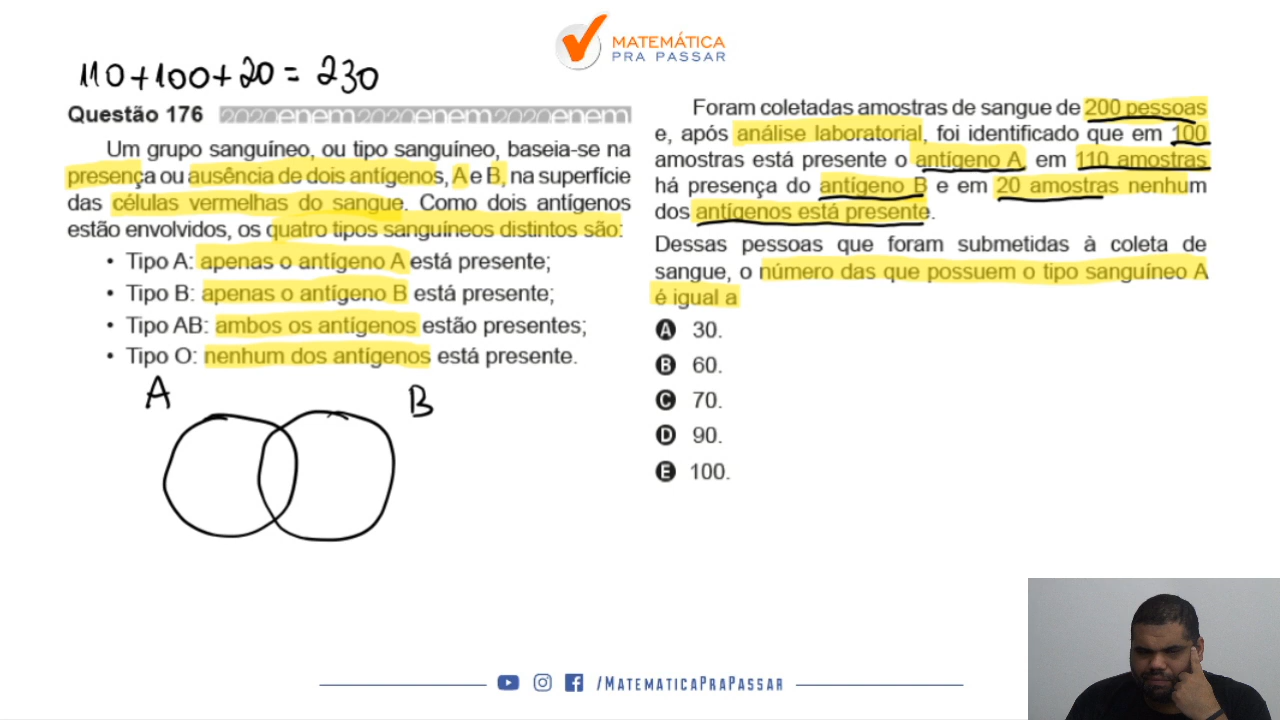 MATEMÁTICA
PRA PASSAR
110+100+20 = 230
Questão 176 2020enem2020enem2020enem
Um grupo sanguíneo, ou tipo sanguíneo, baseia-se na
presença ou ausência de dois antígenos, A e B, na superfície
das células vermelhas do sangue. Como dois antígenos
estão envolvidos, os quatro tipos sanguíneos distintos são:
• Tipo A: apenas o antígeno A está presente;
• Tipo B: apenas o antígeno B está presente;
• Tipo AB: ambos os antígenos estão presentes;
• Tipo O: nenhum dos antígenos está presente.
A
B
Foram coletadas amostras de sangue de 200 pessoas
e, após análise laboratorial, foi identificado que em 100
amostras está presente o antígeno A, em 110 amostras
há presença do antígeno B e em 20 amostras nenhum
dos antígenos está presente.
Dessas pessoas que foram submetidas à coleta de
sangue, o número das que possuem o tipo sanguíneo A
é igual a
A 30.
B 60.
C 70.
D 90.
E 100.
/MATEMATICAPRAPASSAR